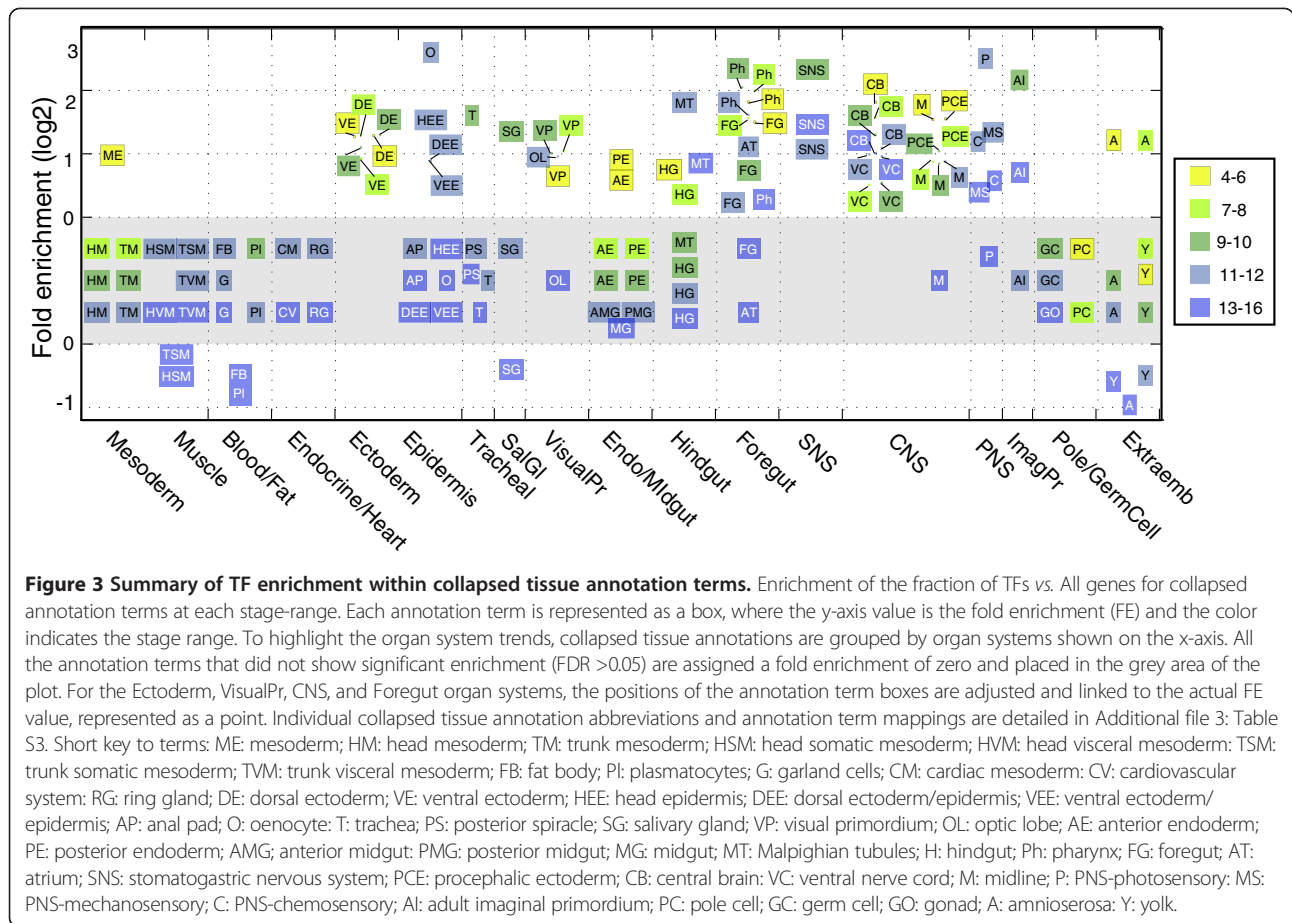 3
2
1
0
0
-1
Fold enrichment (log2)
ME
HM TM
HM TM
HM TM
HSM TSM
TVM
HVM TVM
TSM
HSM
FB PI
G
G PI
FB
PI
CM RG
CV RG
DE
VE DE
DE
VE
VE
O
HEE
DEE
VEE
AP HEE
AP O
DEE VEE
T
PS
PS T
T
SG
SG
SG
VP VP
OL
VP
OL
PE
AE
AE PE
AE PE
AMG PMG
MG
MT
HG MT
HG
MT
HG
HG
HG
Ph Ph
Ph Ph
FG FG
AT
FG
FG Ph
FG
AT
SNS
SNS
SNS
CB
CB CB
CB CB
VC VC
VC VC
M PCE
PCE PCE
M M M
M
P
C MS
MS C
P
AI
AI
AI
GC PC
GC
GO PC
A A
Y
Y
A
A Y
Y Y
A
4-6
7-8
9-10
11-12
13-16
Mesoderm
Muscle
Blood/Fat
Endocrine/Heart
Ectoderm
Epidermis
Tracheal
SalGl
VisualPr
Endo/MIdgut
Hindgut
Foregut
SNS
CNS
PNS
ImagPr
Pole/GermCell
Extraemb
Figure 3 Summary of TF enrichment within collapsed tissue annotation terms. Enrichment of the fraction of TFs vs. All genes for collapsed
annotation terms at each stage-range. Each annotation term is represented as a box, where the y-axis value is the fold enrichment (FE) and the color
indicates the stage range. To highlight the organ system trends, collapsed tissue annotations are grouped by organ systems shown on the x-axis. All
the annotation terms that did not show significant enrichment (FDR >0.05) are assigned a fold enrichment of zero and placed in the grey area of the
plot. For the Ectoderm, VisualPr, CNS, and Foregut organ systems, the positions of the annotation term boxes are adjusted and linked to the actual FE
value, represented as a point. Individual collapsed tissue annotation abbreviations and annotation term mappings are detailed in Additional file 3: Table
S3. Short key to terms: ME: mesoderm; HM: head mesoderm; TM: trunk mesoderm; HSM: head somatic mesoderm; HVM: head visceral mesoderm: TSM:
trunk somatic mesoderm; TVM: trunk visceral mesoderm; FB: fat body; Pl: plasmatocytes; G: garland cells; CM: cardiac mesoderm: CV: cardiovascular
system: RG: ring gland; DE: dorsal ectoderm; VE: ventral ectoderm; HEE: head epidermis; DEE: dorsal ectoderm/epidermis; VEE: ventral ectoderm/
epidermis; AP: anal pad; O: oenocyte: T: trachea; PS: posterior spiracle; SG: salivary gland; VP: visual primordium; OL: optic lobe; AE: anterior endoderm;
PE: posterior endoderm; AMG; anterior midgut: PMG: posterior midgut; MG: midgut; MT: Malpighian tubules; H: hindgut; Ph: pharynx; FG: foregut; AT:
atrium; SNS: stomatogastric nervous system; PCE: procephalic ectoderm; CB: central brain: VC: ventral nerve cord; M: midline; P: PNS-photosensory: MS:
PNS-mechanosensory; C: PNS-chemosensory; AI: adult imaginal primordium; PC: pole cell; GC: germ cell; GO: gonad; A: amnioserosa: Y: yolk.